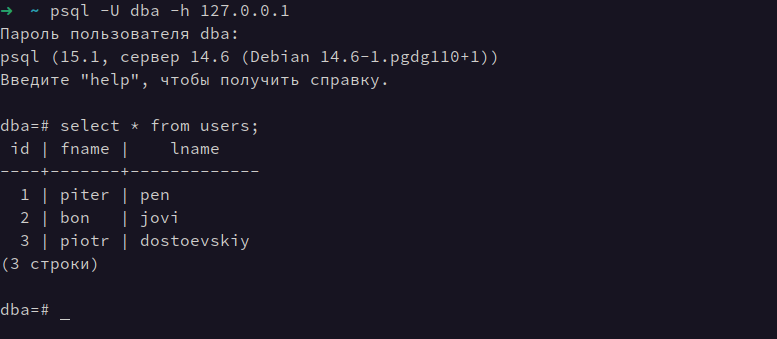 ➜  ~ psql -U dba -h 127.0.0.1
Пароль пользователя dba:
psql (15.1, сервер 14.6 (Debian 14.6-1.pgdg110+1))
Введите "help", чтобы получить справку.

dba=# select * from users;
 id | fname |    lname
----+-------+-------------
  1 | piter | pen
  2 | bon   | jovi
  3 | piotr | dostoevskiy
(3 строки)

dba=# _